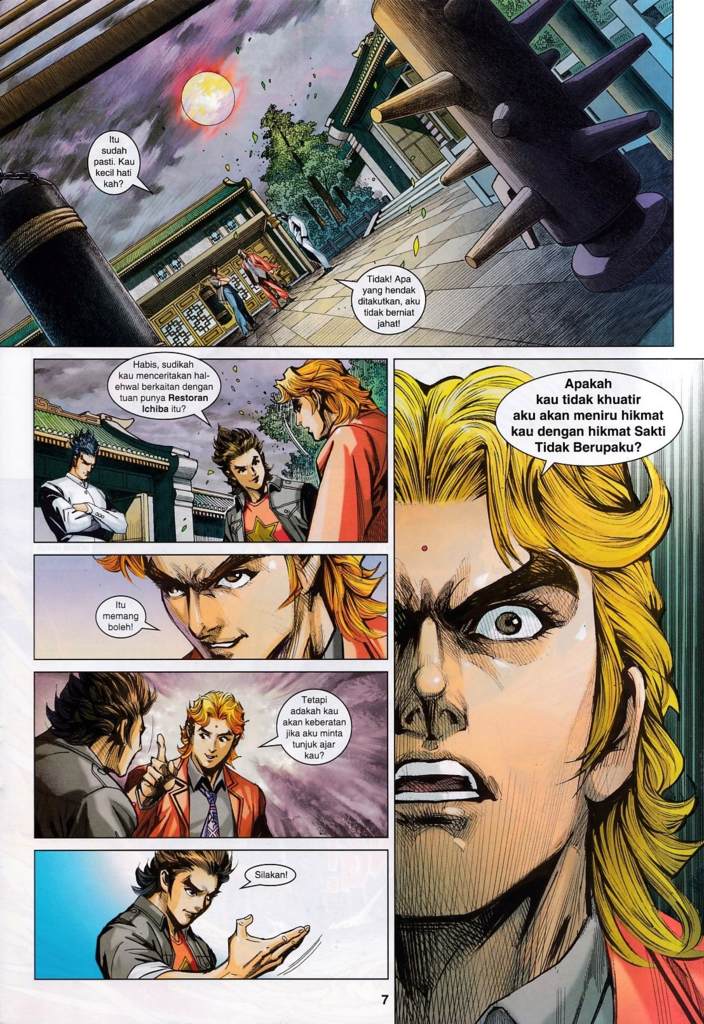 Itu
sudah
pasti. Kau
kecil hati
kah?
Tidak! Apa
yang hendak
ditakutkan, aku
tidak berniat
jahat!
Habis, sudikah
kau menceritakan hal-
ehwal berkaitan dengan
tuan punya Restoran
Ichiba itu?
Itu
memang
boleh!
Tetapi
adakah kau
akan keberatan
jika aku minta
tunjuk ajar
kau?
Silakan!
Apakah
kau tidak khuatir
aku akan meniru hikmat
kau dengan hikmat Sakti
Tidak Berupaku?
7